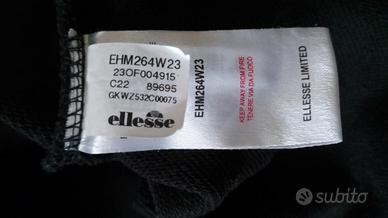 EHM264W23
23OF004915
C22 89695
GKWZ532C00075
ellesse
EHM264W23
KEEP AWAY FROM FIRE
TENERE VIA DA FUOCO
ELLESSE LIMITED
subito